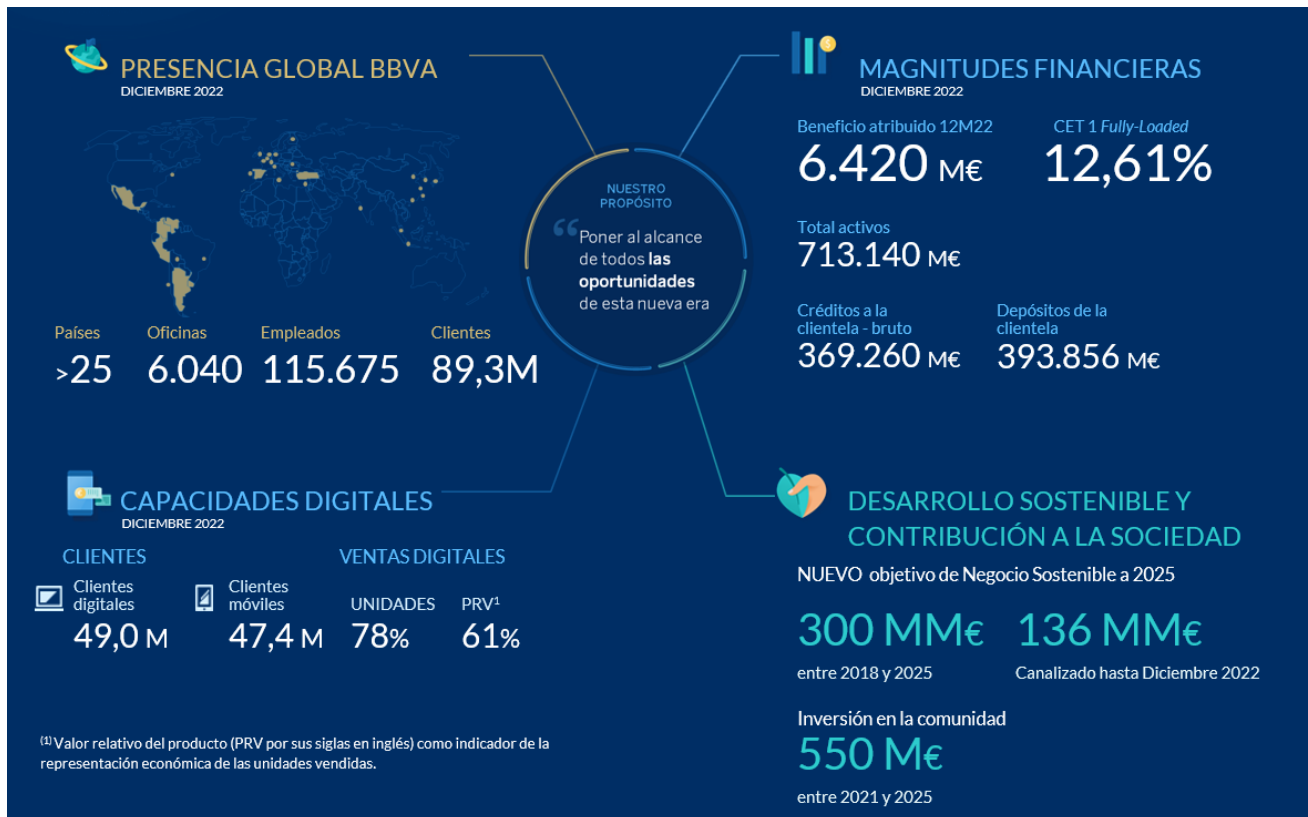 PRESENCIA GLOBAL BBVA
DICIEMBRE 2022
Países
Oficinas
Empleados
Clientes
>25
6.040
115.675
89,3M
NUESTRO
PROPÓSITO
“Poner al alcance
de todos las
oportunidades
de esta nueva era
MAGNITUDES FINANCIERAS
DICIEMBRE 2022
Beneficio atribuido 12M22
CET 1 Fully-Loaded
6.420 M€
12,61%
Total activos
713.140 M€
Créditos a la
clientela - bruto
369.260 M€
Depósitos de la
clientela
393.856 M€
CAPACIDADES DIGITALES
DICIEMBRE 2022
CLIENTES
Clientes
digitales
49,0 M
Clientes
móviles
47,4 M
VENTAS DIGITALES
UNIDADES
78%
PRV¹
61%
(1) Valor relativo del producto (PRV por sus siglas en inglés) como indicador de la
representación económica de las unidades vendidas.
DESARROLLO SOSTENIBLE Y
CONTRIBUCIÓN A LA SOCIEDAD
NUEVO objetivo de Negocio Sostenible a 2025
300 MM€
entre 2018 y 2025
136 MM€
Canalizado hasta Diciembre 2022
Inversión en la comunidad
550 M€
entre 2021 y 2025